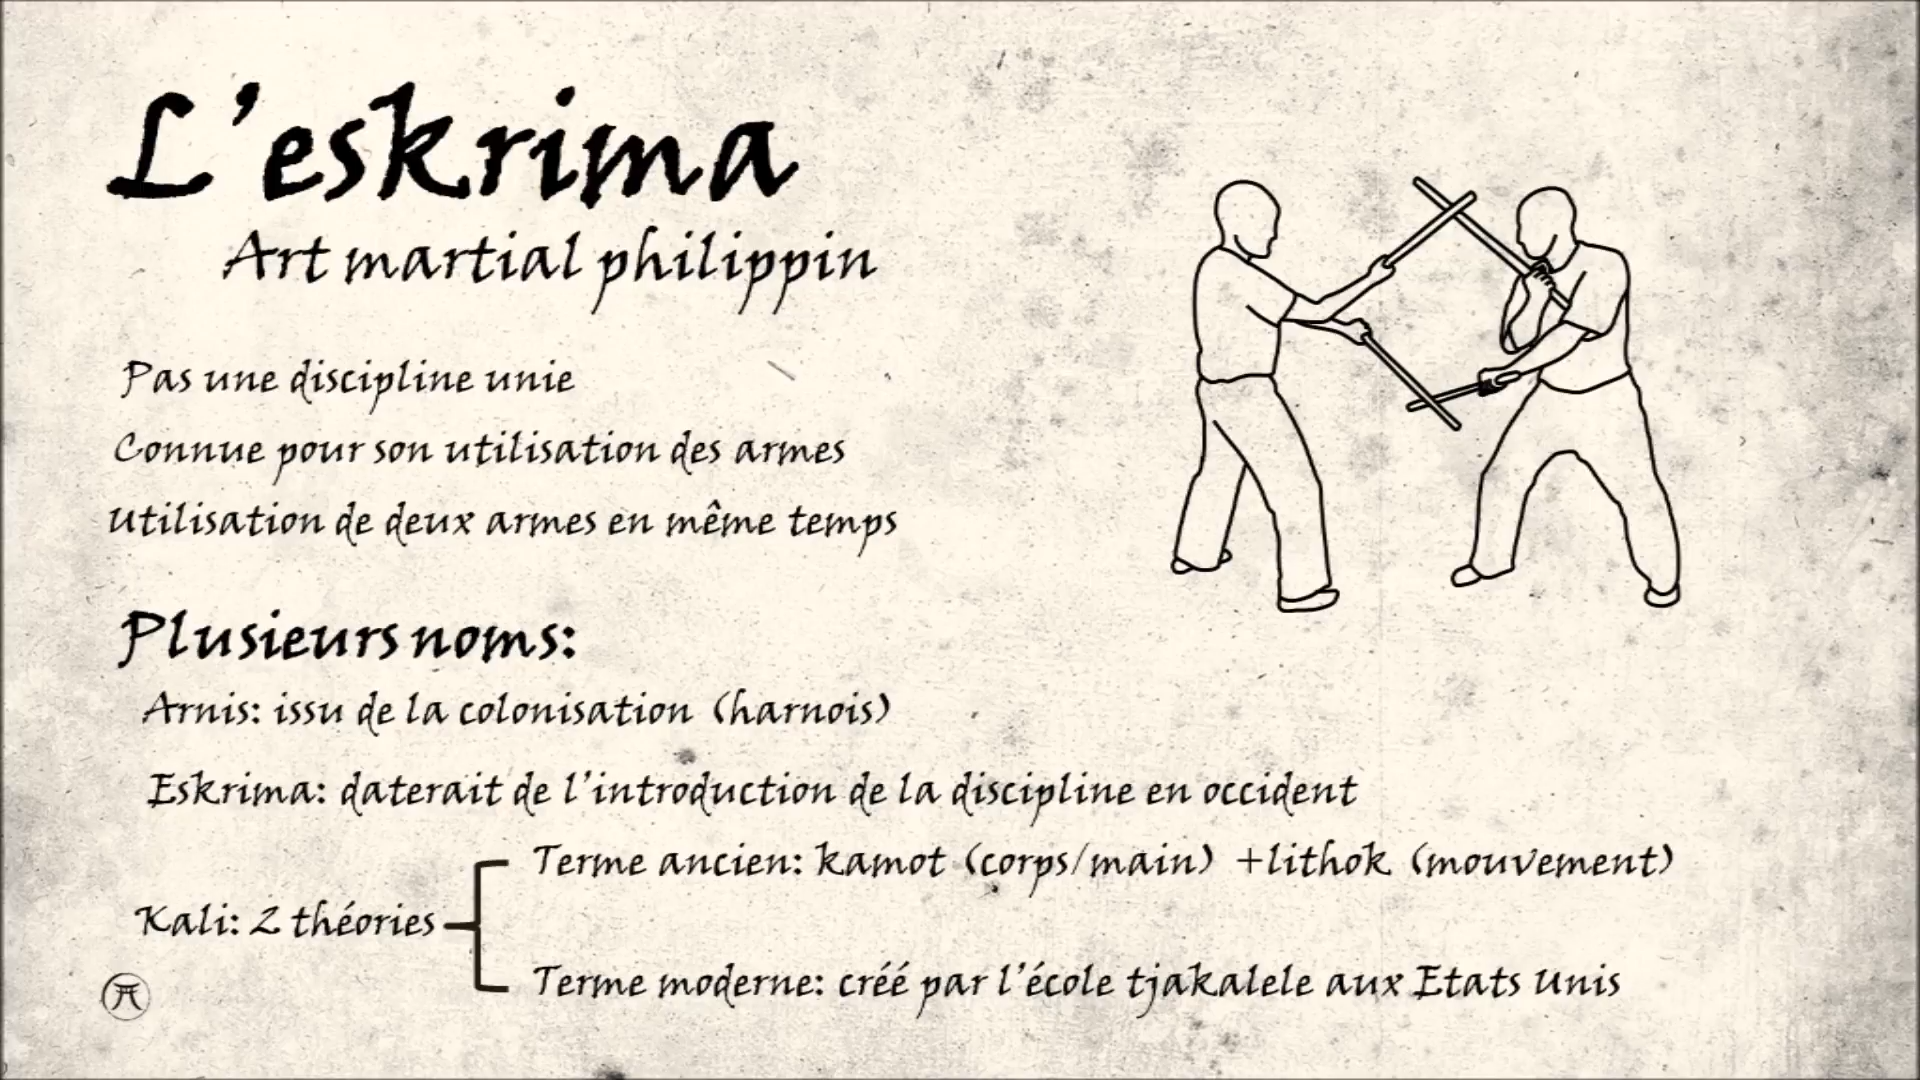 L'eskrima
Art martial philippin
Pas une discipline unie
Connue pour son utilisation des armes
Utilisation de deux armes en même temps
Plusieurs noms:
Arnis: issu de la colonisation (harnois)
Eskrima: daterait de l'introduction de la discipline en occident
Kali: 2 théories
Terme ancien: kamot (corps/main) +lithok (mouvement)
Terme moderne: créé par l'école tjakalele aux Etats Unis